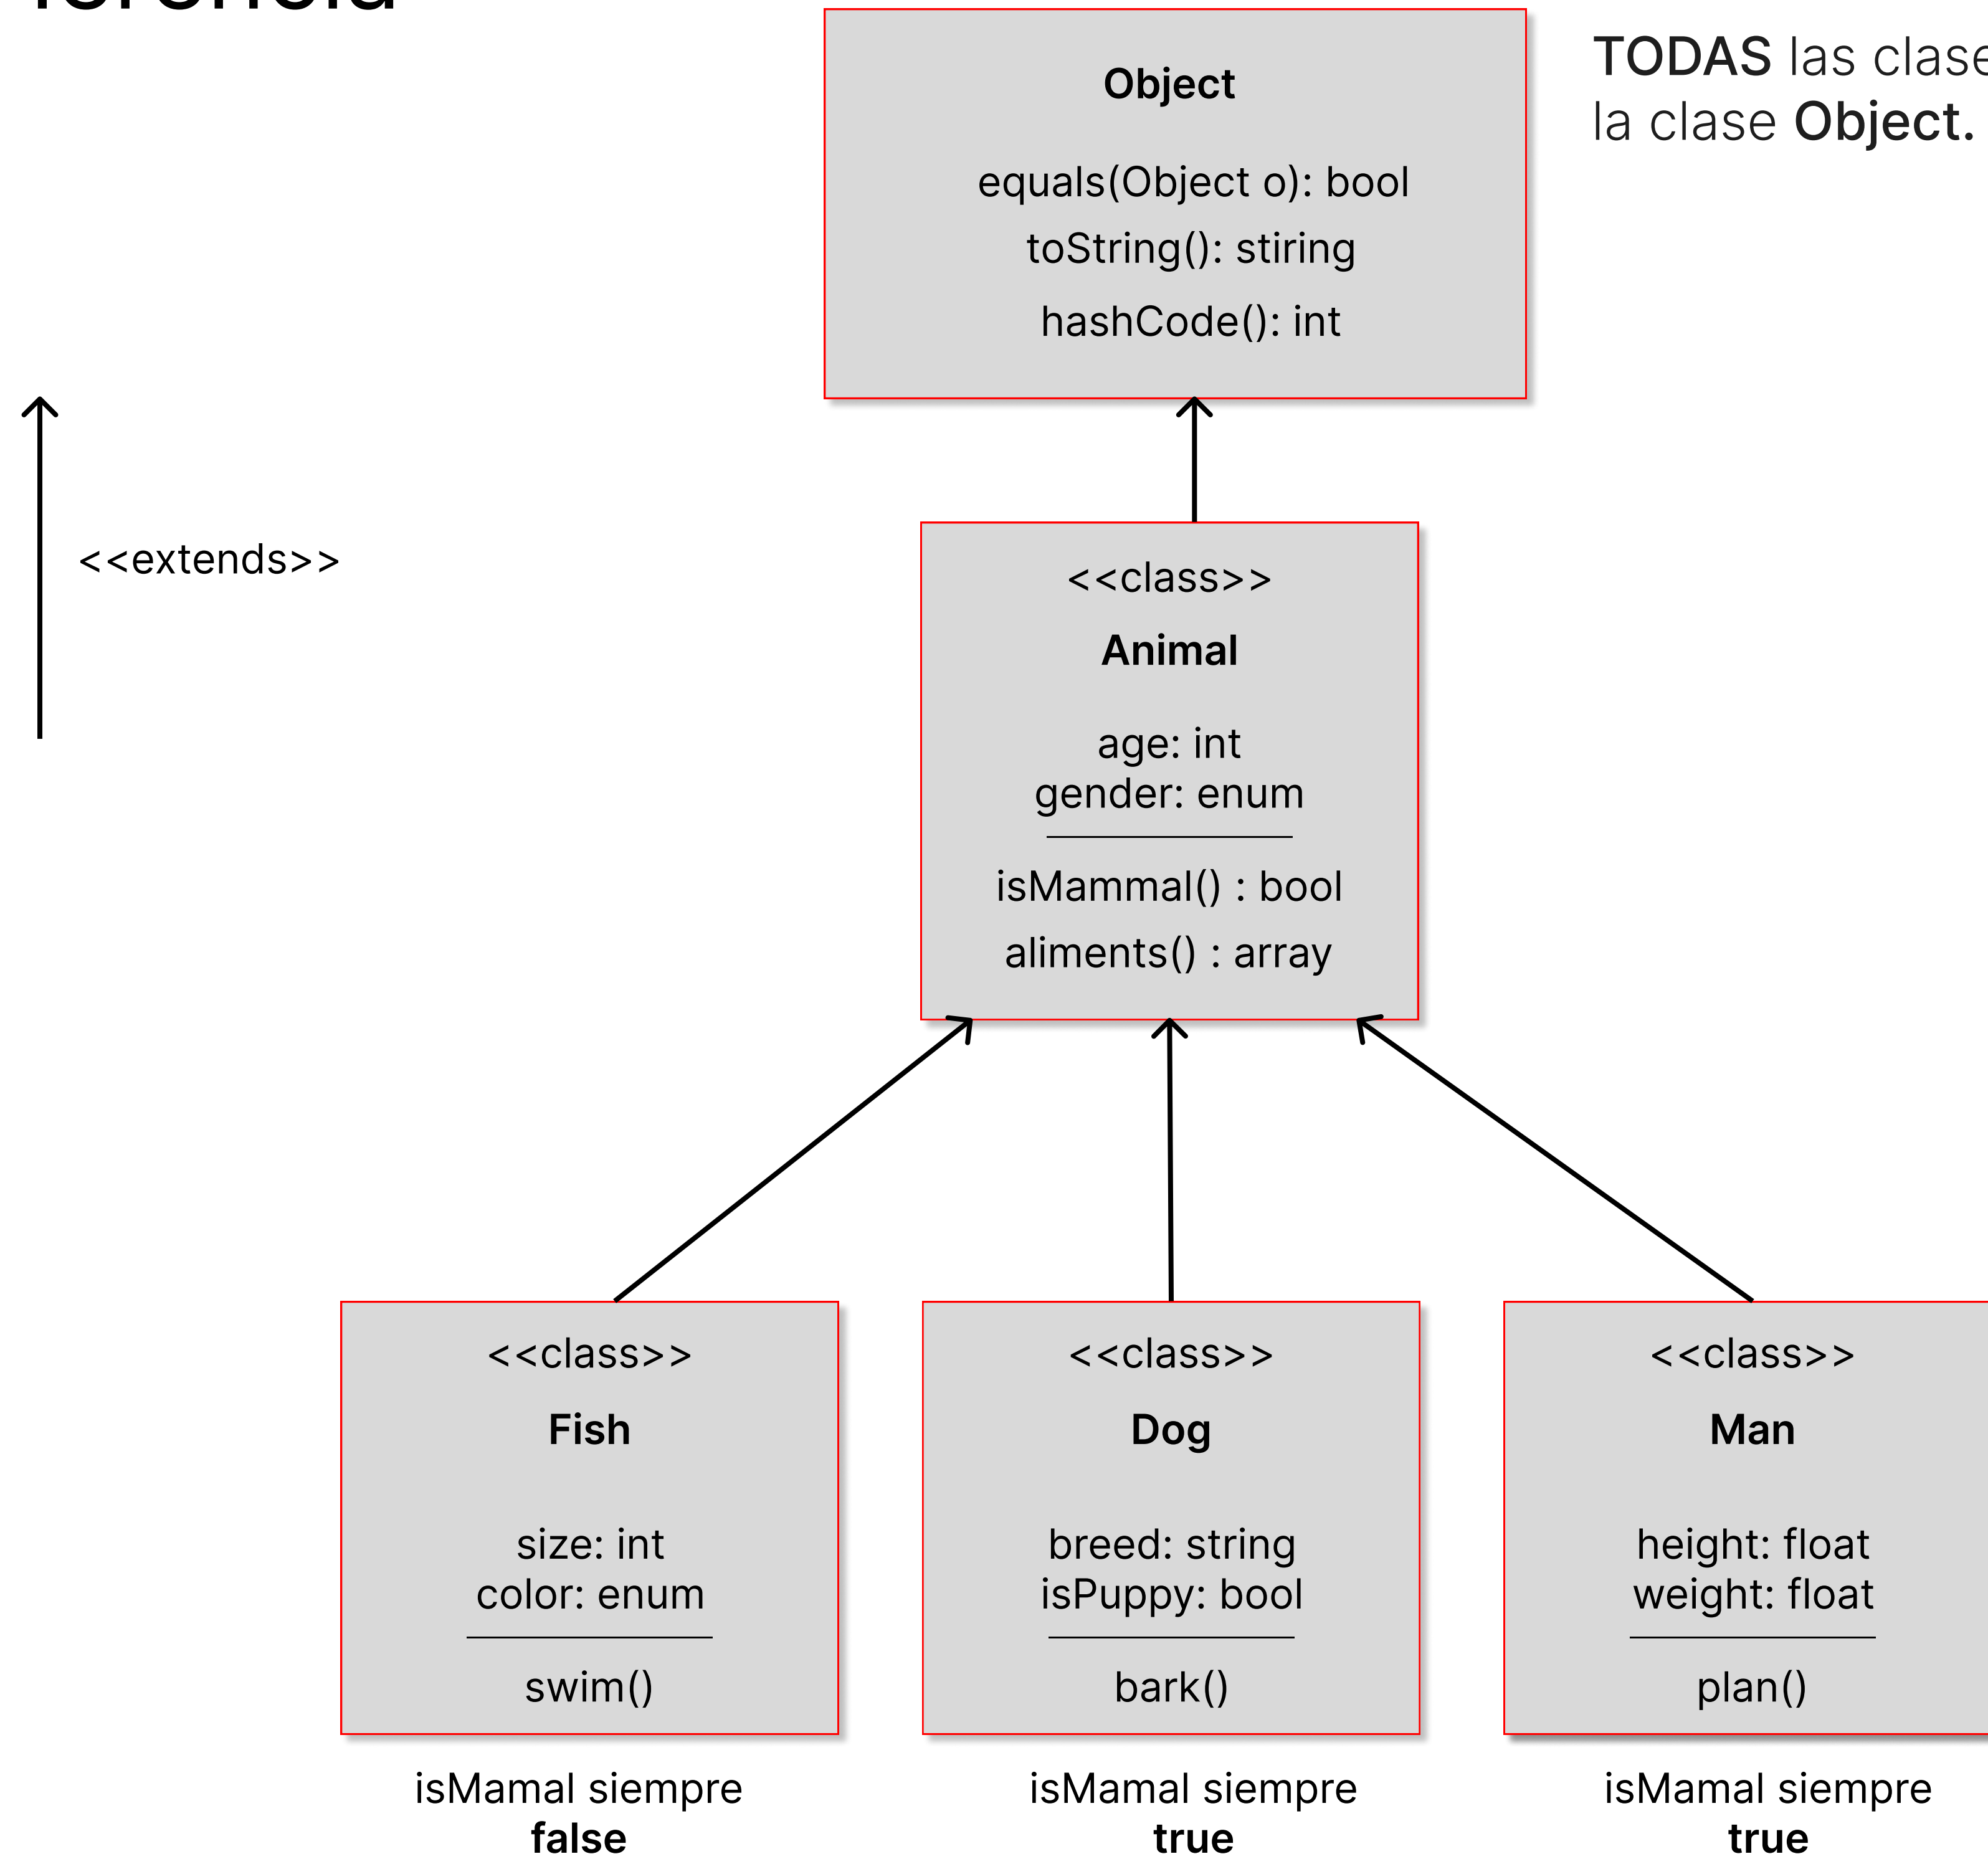 Object
TODAS las clase
la clase Object.
equals(Object o): bool
toString(): stiring
hashCode(): int
<<extends>>
<<class>>
Animal
age: int
gender: enum
isMammal() : bool
aliments() : array
<<class>>
Fish
size: int
color: enum
swim()
isMamal siempre
false
<<class>>
Dog
breed: string
isPuppy: bool
bark()
isMamal siempre
true
<<class>>
Man
height: float
weight: float
plan()
isMamal siempre
true